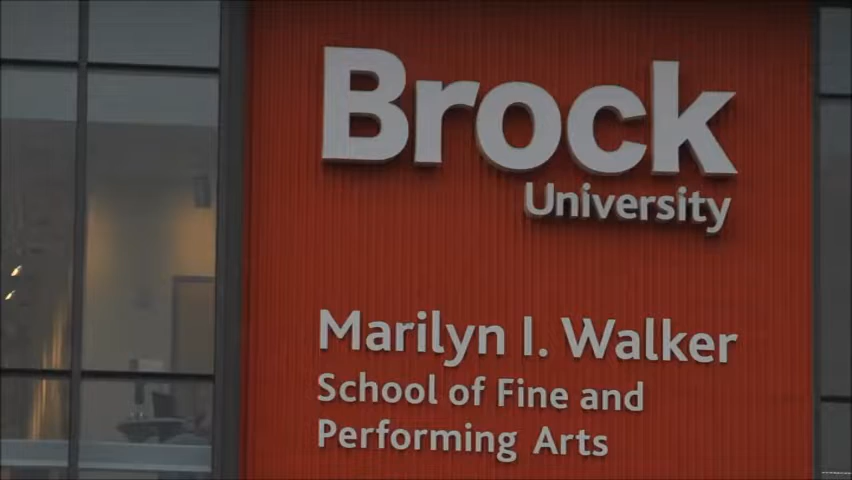 Brock
University
Marilyn I. Walker
School of Fine and
Performing Arts